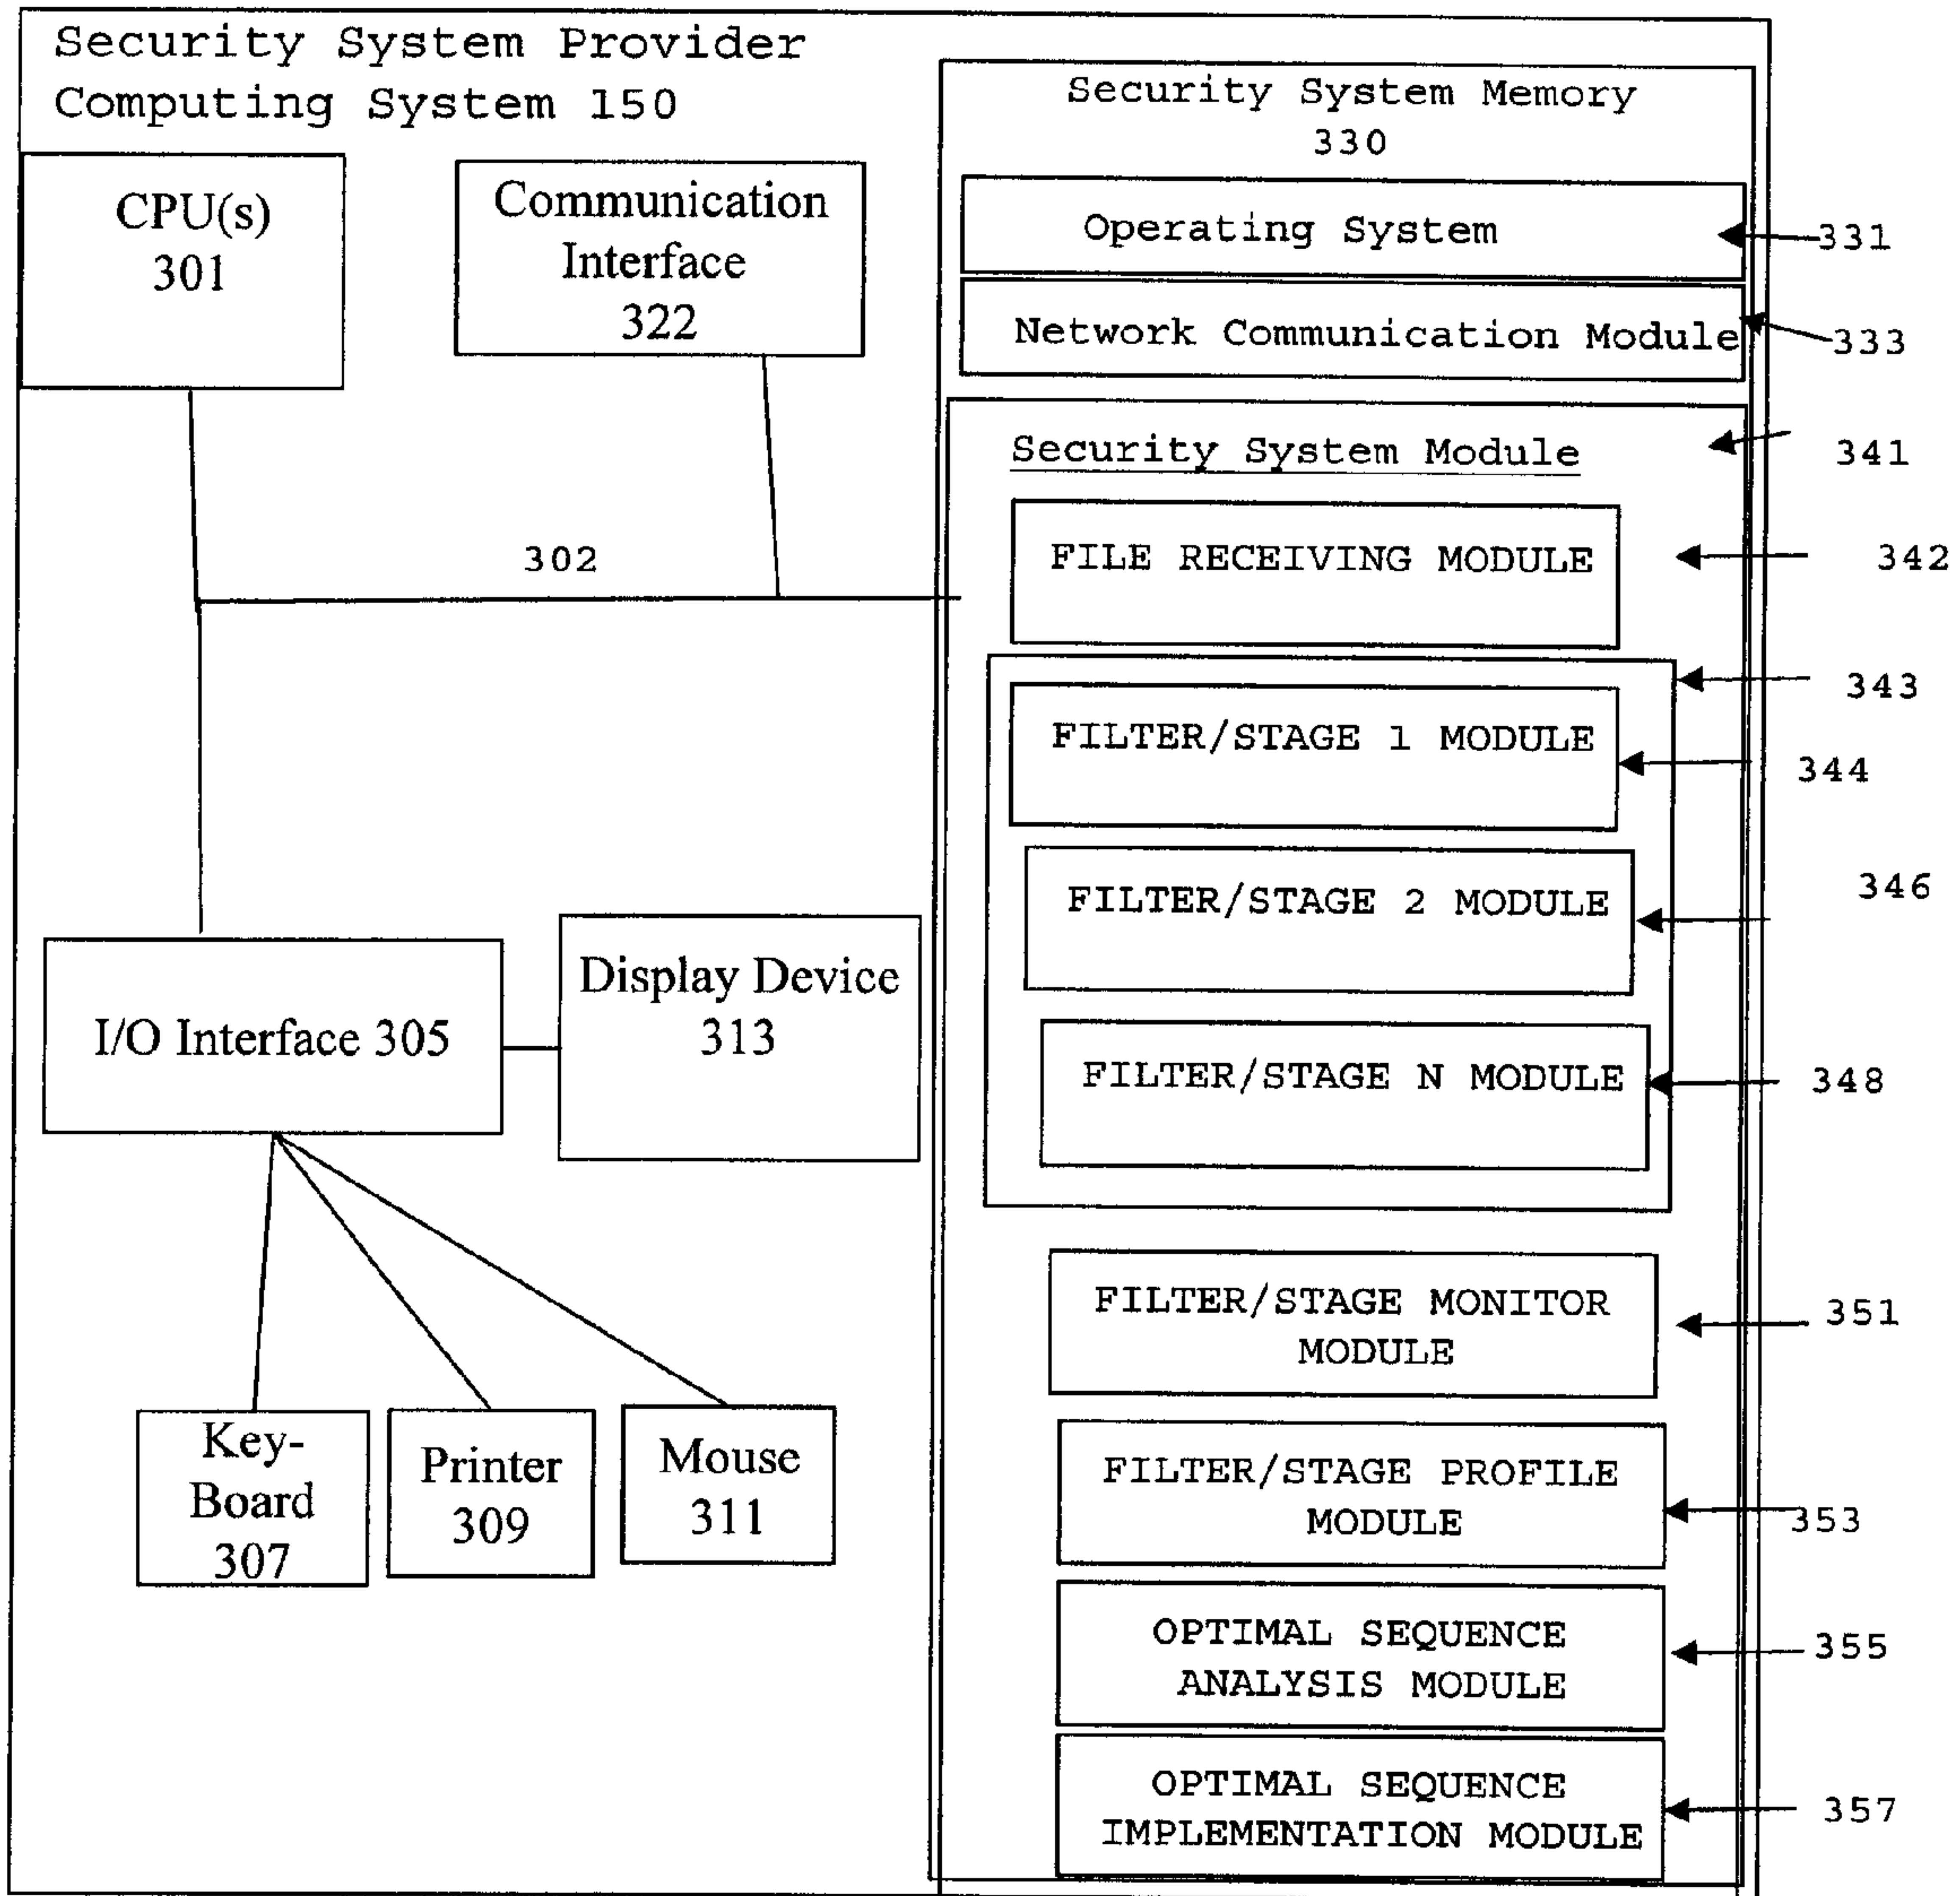 Security System Provider
Computing System 150
CPU(s)
301
Communication
Interface
322
302
I/O Interface 305
Display Device
313
Key-
Board
307
Printer
309
Mouse
311
Security System Memory
330
Operating System
331
Network Communication Module
333
Security System Module
341
FILE RECEIVING MODULE
342
343
FILTER/STAGE 1 MODULE
344
FILTER/STAGE 2 MODULE
346
FILTER/STAGE N MODULE
348
FILTER/STAGE MONITOR
MODULE
351
FILTER/STAGE PROFILE
MODULE
353
OPTIMAL SEQUENCE
ANALYSIS MODULE
355
OPTIMAL SEQUENCE
IMPLEMENTATION MODULE
357